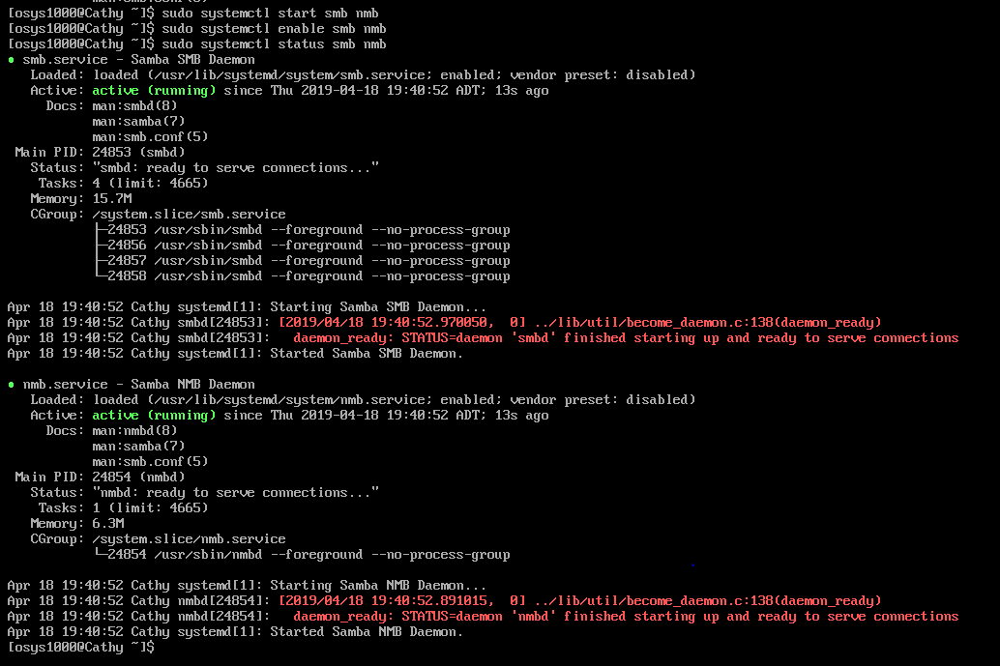 [osys1000@Cathy ~]$ sudo systemctl start smb nmb
[osys1000@Cathy ~]$ sudo systemctl enable smb nmb
[osys1000@Cathy ~]$ sudo systemctl status smb nmb
● smb.service - Samba SMB Daemon
   Loaded: loaded (/usr/lib/systemd/system/smb.service; enabled; vendor preset: disabled)
   Active: active (running) since Thu 2019-04-18 19:40:52 ADT; 13s ago
     Docs: man:smbd(8)
           man:samba(7)
           man:smb.conf(5)
 Main PID: 24853 (smbd)
   Status: "smbd: ready to serve connections..."
    Tasks: 4 (limit: 4665)
   Memory: 15.7M
   CGroup: /system.slice/smb.service
           ├─24853 /usr/sbin/smbd --foreground --no-process-group
           ├─24856 /usr/sbin/smbd --foreground --no-process-group
           ├─24857 /usr/sbin/smbd --foreground --no-process-group
           └─24858 /usr/sbin/smbd --foreground --no-process-group

Apr 18 19:40:52 Cathy systemd[1]: Starting Samba SMB Daemon...
Apr 18 19:40:52 Cathy smbd[24853]: [2019/04/18 19:40:52.970050,  0] ../lib/util/become_daemon.c:138(daemon_ready)
Apr 18 19:40:52 Cathy smbd[24853]:   daemon_ready: STATUS=daemon 'smbd' finished starting up and ready to serve connections
Apr 18 19:40:52 Cathy systemd[1]: Started Samba SMB Daemon.

● nmb.service - Samba NMB Daemon
   Loaded: loaded (/usr/lib/systemd/system/nmb.service; enabled; vendor preset: disabled)
   Active: active (running) since Thu 2019-04-18 19:40:52 ADT; 13s ago
     Docs: man:nmbd(8)
           man:samba(7)
           man:smb.conf(5)
 Main PID: 24854 (nmbd)
   Status: "nmbd: ready to serve connections..."
    Tasks: 1 (limit: 4665)
   Memory: 6.3M
   CGroup: /system.slice/nmb.service
           └─24854 /usr/sbin/nmbd --foreground --no-process-group

Apr 18 19:40:52 Cathy systemd[1]: Starting Samba NMB Daemon...
Apr 18 19:40:52 Cathy nmbd[24854]: [2019/04/18 19:40:52.891015,  0] ../lib/util/become_daemon.c:138(daemon_ready)
Apr 18 19:40:52 Cathy nmbd[24854]:   daemon_ready: STATUS=daemon 'nmbd' finished starting up and ready to serve connections
Apr 18 19:40:52 Cathy systemd[1]: Started Samba NMB Daemon.
[osys1000@Cathy ~]$